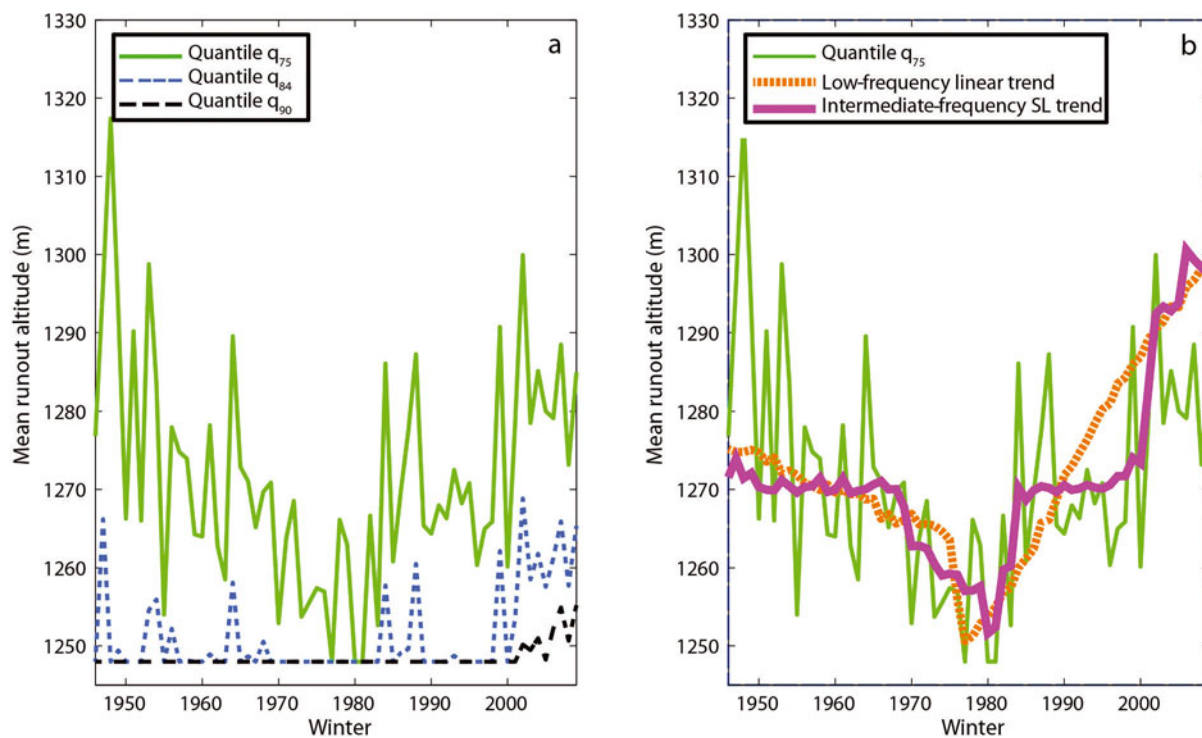 a
Quantile q75
Quantile q84
Quantile q90
Mean runout altitude (m)
1330
1320
1310
1300
1290
1280
1270
1260
1250
1950
1960
1970
1980
1990
2000
Winter
b
Quantile q75
Low-frequency linear trend
Intermediate-frequency SL trend
Mean runout altitude (m)
1330
1320
1310
1300
1290
1280
1270
1260
1250
1950
1960
1970
1980
1990
2000
Winter